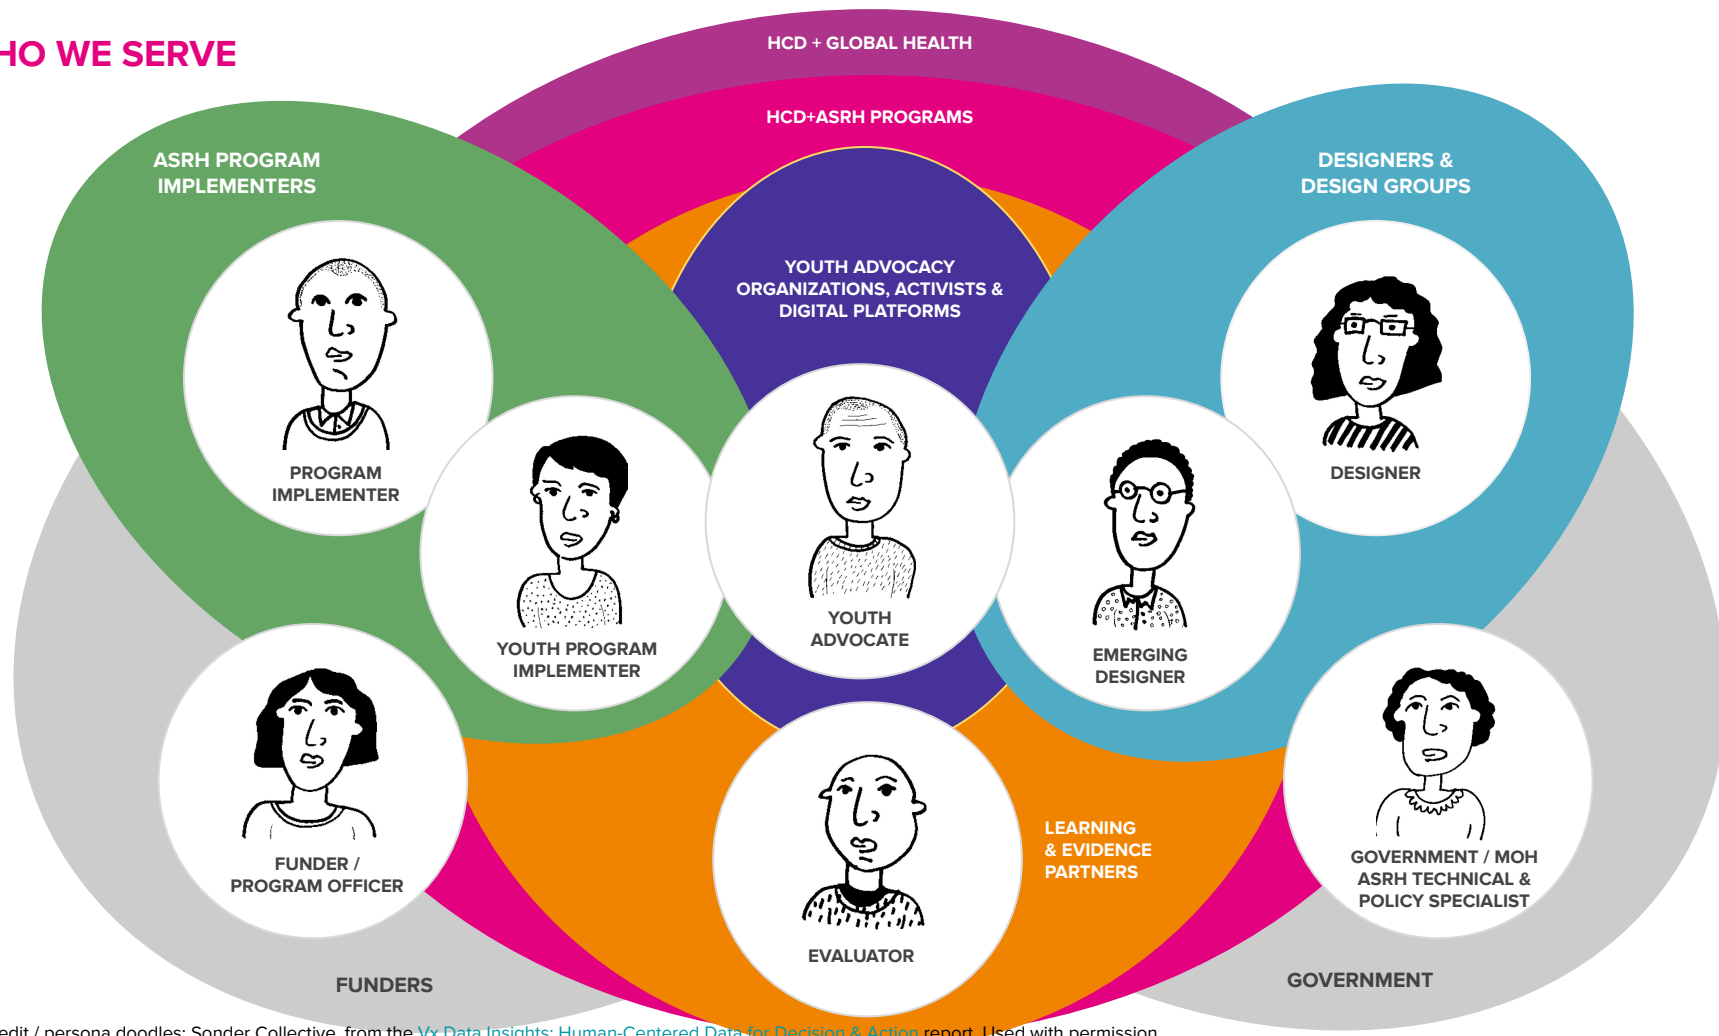 HO WE SERVE
HCD + GLOBAL HEALTH
HCD+ASRH PROGRAMS
ASRH PROGRAM
IMPLEMENTERS
DESIGNERS &
DESIGN GROUPS
YOUTH ADVOCACY
ORGANIZATIONS, ACTIVISTS &
DIGITAL PLATFORMS
PROGRAM
IMPLEMENTER
DESIGNER
YOUTH PROGRAM
IMPLEMENTER
YOUTH
ADVOCATE
EMERGING
DESIGNER
FUNDER /
PROGRAM OFFICER
LEARNING
& EVIDENCE
PARTNERS
GOVERNMENT / MOH
ASRH TECHNICAL &
POLICY SPECIALIST
EVALUATOR
FUNDERS
GOVERNMENT
edit / persona doodles: Sonder Collective, from the Vx Data Insights: Human-Centered Data for Decision & Action report. Used with permission